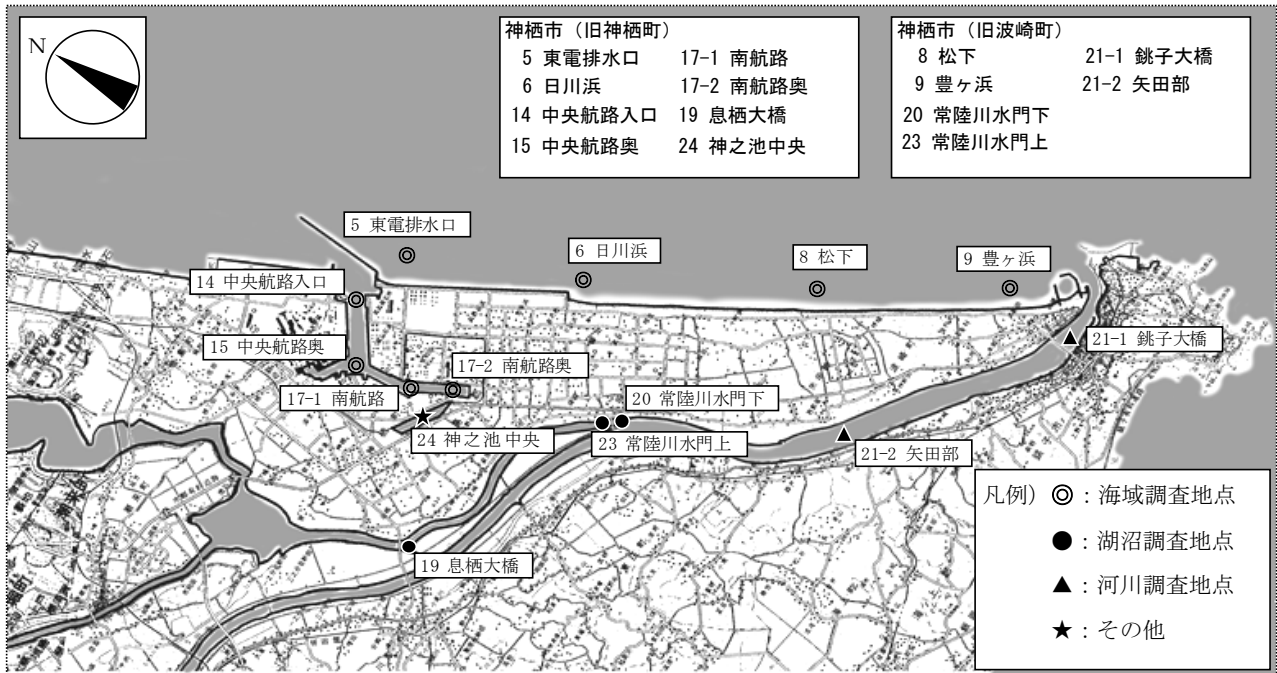 N
神栖市（旧神栖町）
5 東電排水口 17-1 南航路
6 日川浜 17-2 南航路奥
14 中央航路入口 19 息栖大橋
15 中央航路奥 24 神之池中央
神栖市（旧波崎町）
8 松下 21-1 銚子大橋
9 豊ヶ浜 21-2 矢田部
20 常陸川水門下
23 常陸川水門上
5 東電排水口
6 日川浜
8 松下
9 豊ヶ浜
14 中央航路入口
15 中央航路奥
17-2 南航路奥
17-1 南航路
20 常陸川水門下
21-1 銚子大橋
24 神之池中央
23 常陸川水門上
21-2 矢田部
19 息栖大橋
凡例) ◎：海域調査地点
●：湖沼調査地点
▲：河川調査地点
★：その他